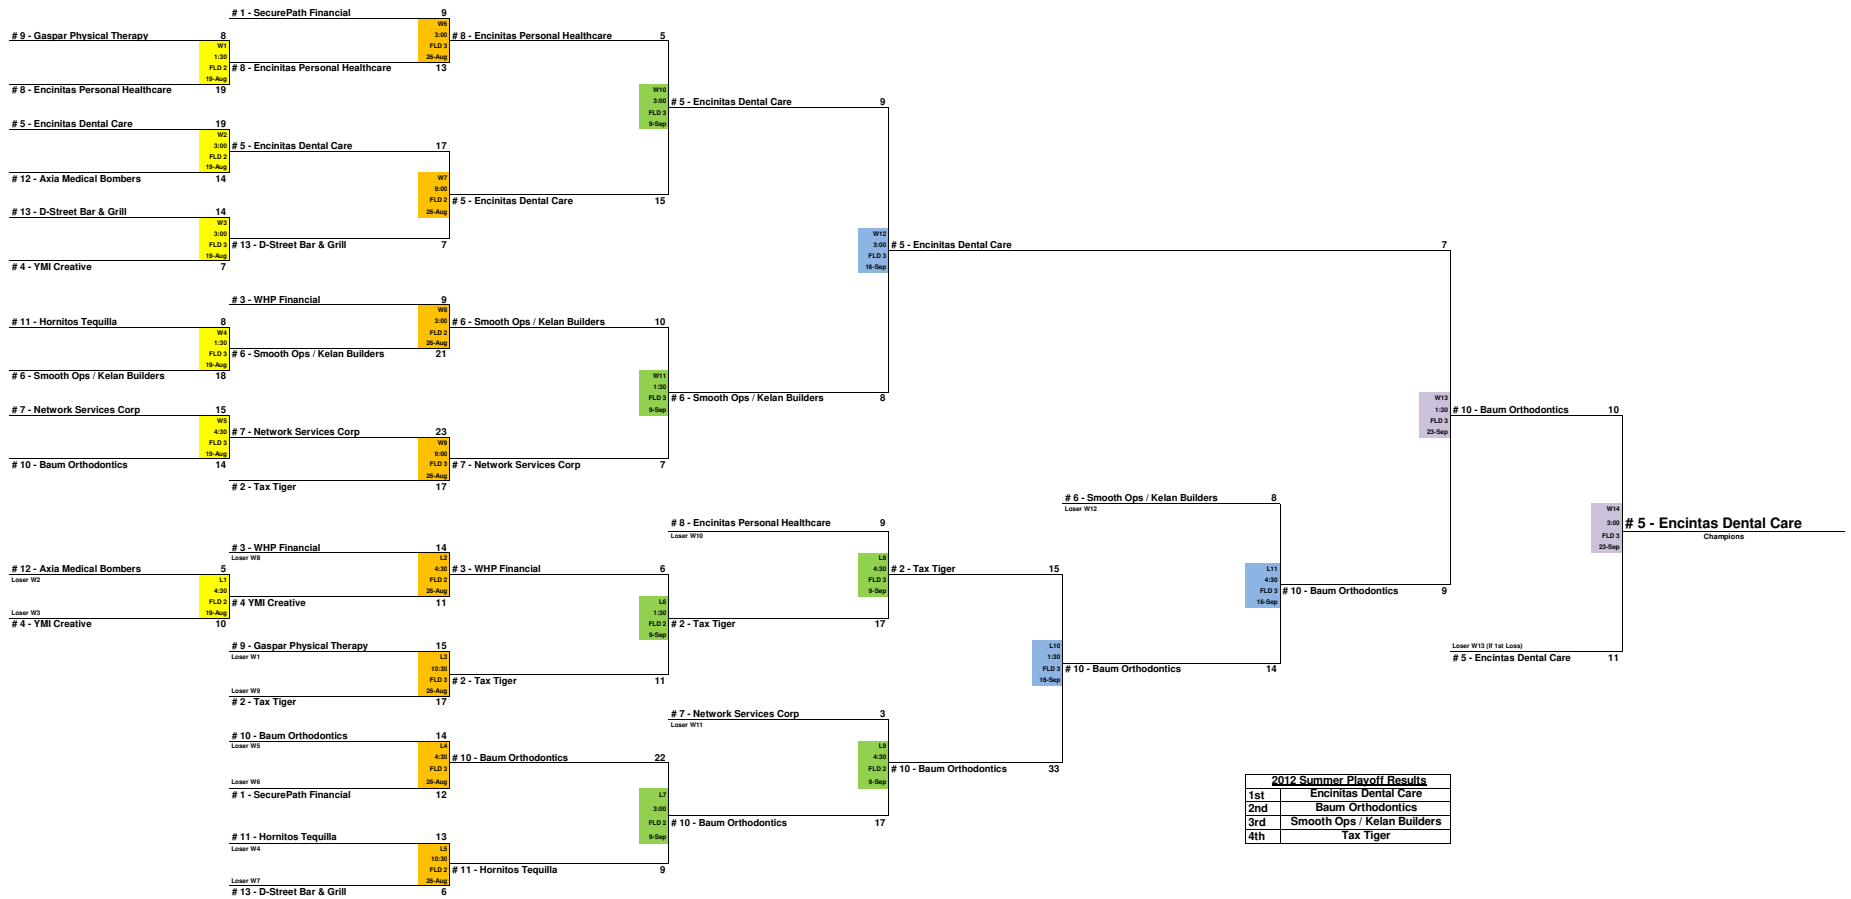 # 1 - SecurePath Financial 9
# 9 - Gaspar Physical Therapy 8
W6
3:00
FLD 3
26-Aug
# 8 - Encinitas Personal Healthcare 5
W1
1:30
FLD 2
19-Aug
# 8 - Encinitas Personal Healthcare 13
# 8 - Encinitas Personal Healthcare 19
W10
3:00
FLD 3
9-Sep
# 5 - Encinitas Dental Care 9
# 5 - Encinitas Dental Care 19
W2
3:00
FLD 2
19-Aug
# 5 - Encinitas Dental Care 17
# 12 - Axia Medical Bombers 14
W7
9:00
FLD 2
26-Aug
# 5 - Encinitas Dental Care 15
# 13 - D-Street Bar & Grill 14
W3
3:00
FLD 3
19-Aug
# 13 - D-Street Bar & Grill 7
# 4 - YMI Creative 7
W12
3:00
FLD 3
16-Sep
# 5 - Encinitas Dental Care 7
# 3 - WHP Financial 9
# 11 - Hornitos Tequilla 8
W8
3:00
FLD 2
26-Aug
# 6 - Smooth Ops / Kelan Builders 10
W4
1:30
FLD 3
19-Aug
# 6 - Smooth Ops / Kelan Builders 21
# 6 - Smooth Ops / Kelan Builders 18
W11
1:30
FLD 3
9-Sep
# 6 - Smooth Ops / Kelan Builders 8
# 7 - Network Services Corp 15
W5
4:30
FLD 3
19-Aug
# 7 - Network Services Corp 23
# 10 - Baum Orthodontics 14
W9
9:00
FLD 3
26-Aug
# 7 - Network Services Corp 7
# 2 - Tax Tiger 17
W13
1:30
FLD 3
23-Sep
# 10 - Baum Orthodontics 10
# 6 - Smooth Ops / Kelan Builders 8
Loser W12
# 8 - Encinitas Personal Healthcare 9
Loser W10
W14
3:00
FLD 3
23-Sep
# 5 - Encintas Dental Care
Champions
# 3 - WHP Financial 14
Loser W8
# 12 - Axia Medical Bombers 5
Loser W2
L2
4:30
FLD 2
26-Aug
# 3 - WHP Financial 6
L8
4:30
FLD 3
9-Sep
# 2 - Tax Tiger 15
L1
4:30
FLD 2
19-Aug
# 4 YMI Creative 11
Loser W3
# 4 - YMI Creative 10
L6
1:30
FLD 2
9-Sep
# 2 - Tax Tiger 17
L11
4:30
FLD 3
16-Sep
# 10 - Baum Orthodontics 9
# 9 - Gaspar Physical Therapy 15
Loser W1
L3
10:30
FLD 3
26-Aug
# 2 - Tax Tiger 11
Loser W9
# 2 - Tax Tiger 17
L10
1:30
FLD 3
16-Sep
# 10 - Baum Orthodontics 14
Loser W13 (If 1st Loss)
# 5 - Encintas Dental Care 11
# 7 - Network Services Corp 3
Loser W11
# 10 - Baum Orthodontics 14
Loser W5
L4
4:30
FLD 3
26-Aug
# 10 - Baum Orthodontics 22
L9
4:30
FLD 2
9-Sep
# 10 - Baum Orthodontics 33
Loser W6
# 1 - SecurePath Financial 12
L7
3:00
FLD 2
9-Sep
# 10 - Baum Orthodontics 17
# 11 - Hornitos Tequilla 13
Loser W4
L5
10:30
FLD 2
26-Aug
# 11 - Hornitos Tequilla 9
Loser W7
# 13 - D-Street Bar & Grill 6
2012 Summer Playoff Results
1st Encinitas Dental Care
2nd Baum Orthodontics
3rd Smooth Ops / Kelan Builders
4th Tax Tiger